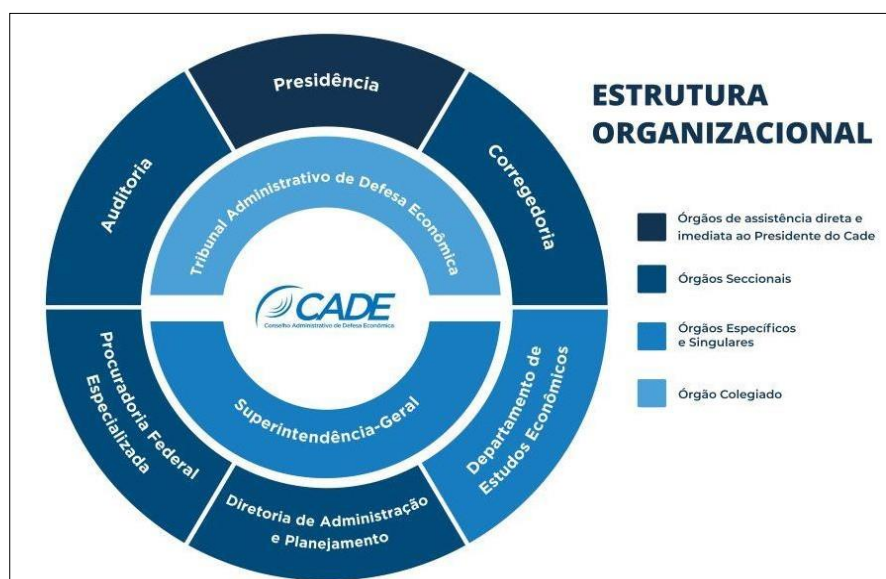 ESTRUTURA
ORGANIZACIONAL
Presidência
Auditoria
Corregedoria
Tribunal Administrativo de Defesa Econômica
CADE
Conselho Administrativo de Defesa Econômica
Superintendência-Geral
Procuradoria Federal
Especializada
Departamento de
Estudos Econômicos
Diretoria de Administração
e Planejamento
Órgãos de assistência direta e
imediata ao Presidente do Cade
Órgãos Seccionais
Órgãos Específicos
e Singulares
Órgão Colegiado